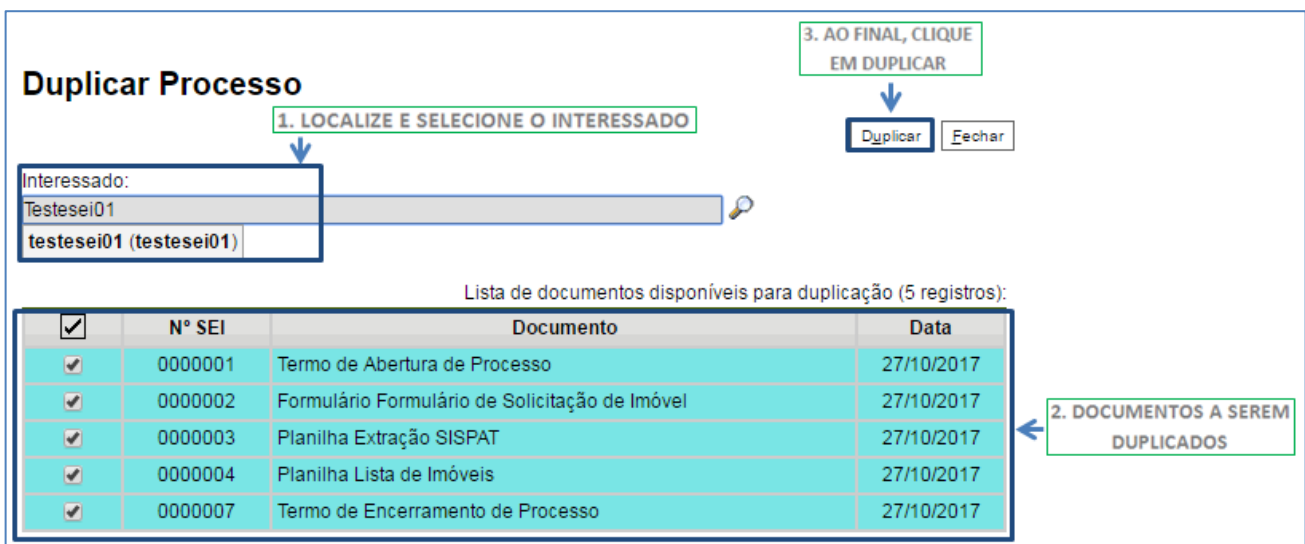 3. AO FINAL, CLIQUE
EM DUPLICAR
Duplicar Processo
1. LOCALIZE E SELECIONE O INTERESSADO
Duplicar Fechar
Interessado:
Testesei01
testesei01 (testesei01)
Lista de documentos disponíveis para duplicação (5 registros):
N° SEI Documento Data
0000001 Termo de Abertura de Processo 27/10/2017
0000002 Formulário Formulário de Solicitação de Imóvel 27/10/2017
0000003 Planilha Extração SISPAT 27/10/2017
0000004 Planilha Lista de Imóveis 27/10/2017
0000007 Termo de Encerramento de Processo 27/10/2017
2. DOCUMENTOS A SEREM
DUPLICADOS